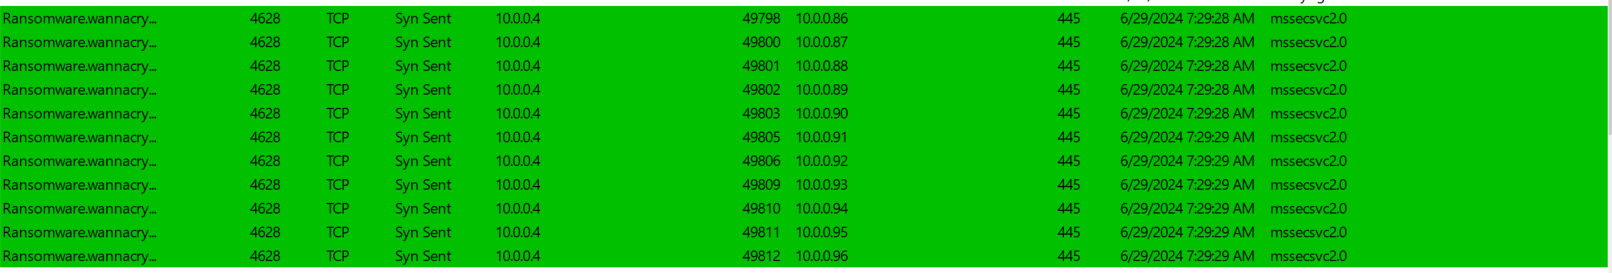 Ransomware.wannacry... 4628 TCP Syn Sent 10.0.0.4 49798 10.0.0.86 445 6/29/2024 7:29:28 AM mssecsvc2.0
Ransomware.wannacry... 4628 TCP Syn Sent 10.0.0.4 49800 10.0.0.87 445 6/29/2024 7:29:28 AM mssecsvc2.0
Ransomware.wannacry... 4628 TCP Syn Sent 10.0.0.4 49801 10.0.0.88 445 6/29/2024 7:29:28 AM mssecsvc2.0
Ransomware.wannacry... 4628 TCP Syn Sent 10.0.0.4 49802 10.0.0.89 445 6/29/2024 7:29:28 AM mssecsvc2.0
Ransomware.wannacry... 4628 TCP Syn Sent 10.0.0.4 49803 10.0.0.90 445 6/29/2024 7:29:28 AM mssecsvc2.0
Ransomware.wannacry... 4628 TCP Syn Sent 10.0.0.4 49805 10.0.0.91 445 6/29/2024 7:29:29 AM mssecsvc2.0
Ransomware.wannacry... 4628 TCP Syn Sent 10.0.0.4 49806 10.0.0.92 445 6/29/2024 7:29:29 AM mssecsvc2.0
Ransomware.wannacry... 4628 TCP Syn Sent 10.0.0.4 49809 10.0.0.93 445 6/29/2024 7:29:29 AM mssecsvc2.0
Ransomware.wannacry... 4628 TCP Syn Sent 10.0.0.4 49810 10.0.0.94 445 6/29/2024 7:29:29 AM mssecsvc2.0
Ransomware.wannacry... 4628 TCP Syn Sent 10.0.0.4 49811 10.0.0.95 445 6/29/2024 7:29:29 AM mssecsvc2.0
Ransomware.wannacry... 4628 TCP Syn Sent 10.0.0.4 49812 10.0.0.96 445 6/29/2024 7:29:29 AM mssecsvc2.0